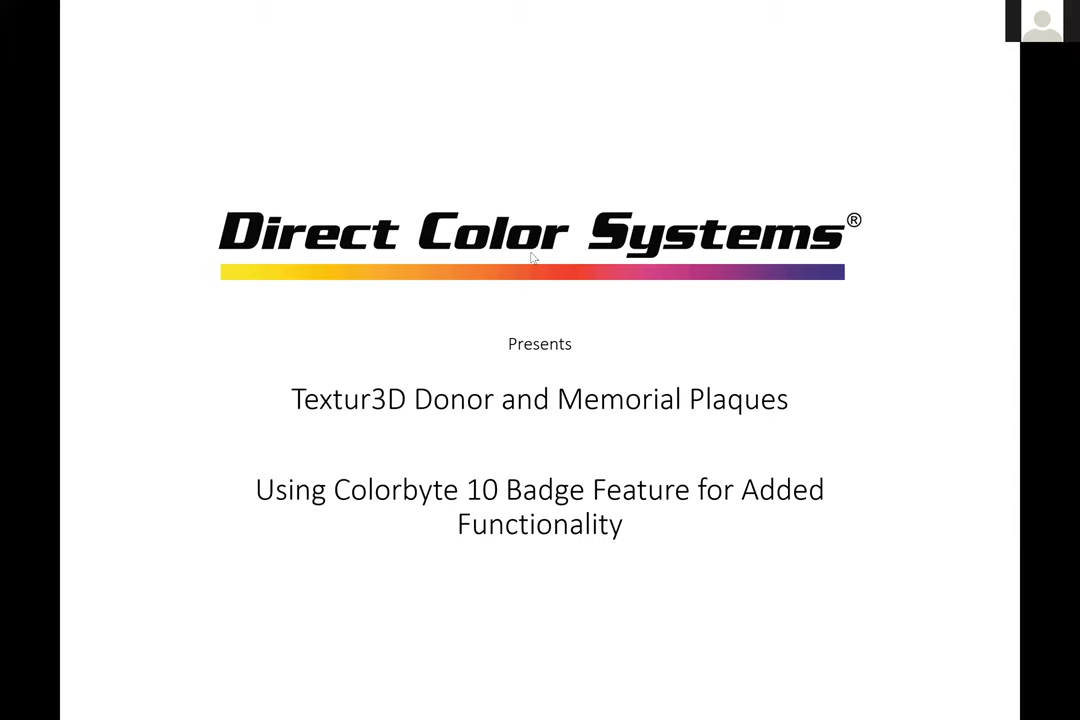 Direct Color Systems®
Presents
Textur3D Donor and Memorial Plaques
Using Colorbyte 10 Badge Feature for Added
Functionality